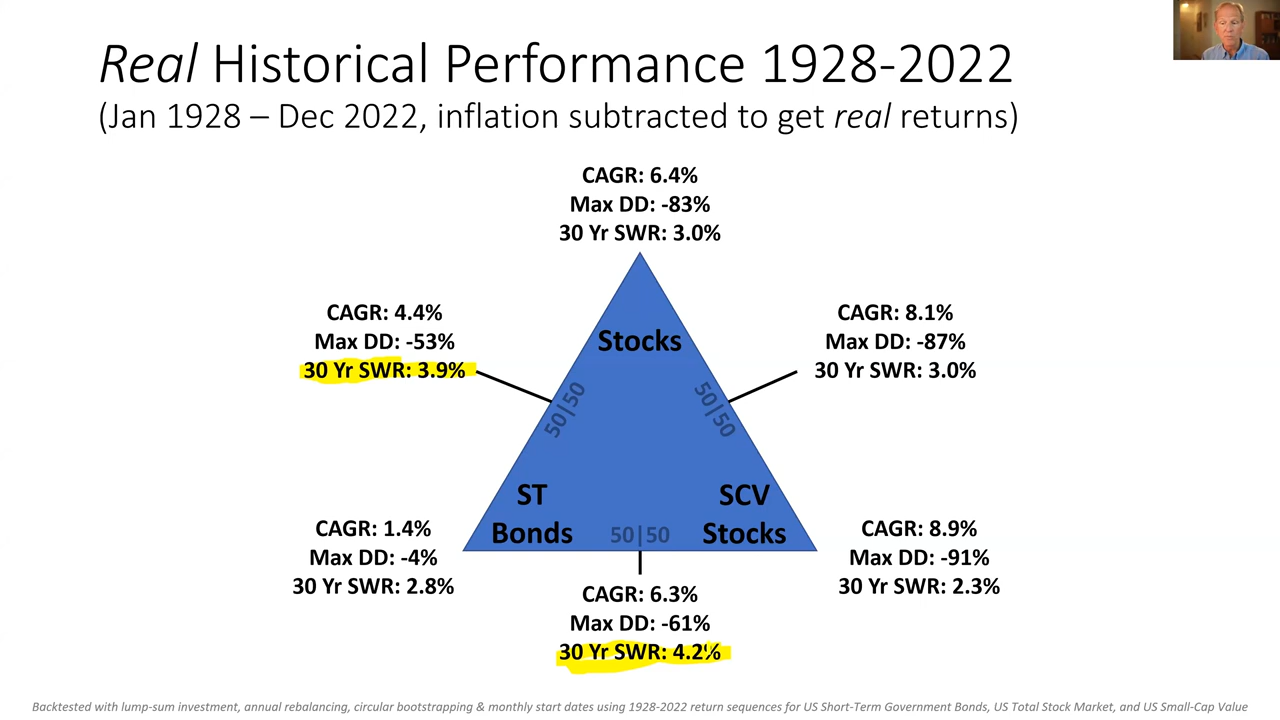 Real Historical Performance 1928-2022
(Jan 1928 – Dec 2022, inflation subtracted to get real returns)
CAGR: 6.4%
Max DD: -83%
30 Yr SWR: 3.0%
CAGR: 4.4%
Max DD: -53%
30 Yr SWR: 3.9%
CAGR: 8.1%
Max DD: -87%
30 Yr SWR: 3.0%
Stocks
50|50
50|50
ST
Bonds
50|50
SCV
Stocks
CAGR: 1.4%
Max DD: -4%
30 Yr SWR: 2.8%
CAGR: 8.9%
Max DD: -91%
30 Yr SWR: 2.3%
CAGR: 6.3%
Max DD: -61%
30 Yr SWR: 4.2%
Backtested with lump-sum investment, annual rebalancing, circular bootstrapping & monthly start dates using 1928-2022 return sequences for US Short-Term Government Bonds, US Total Stock Market, and US Small-Cap Value